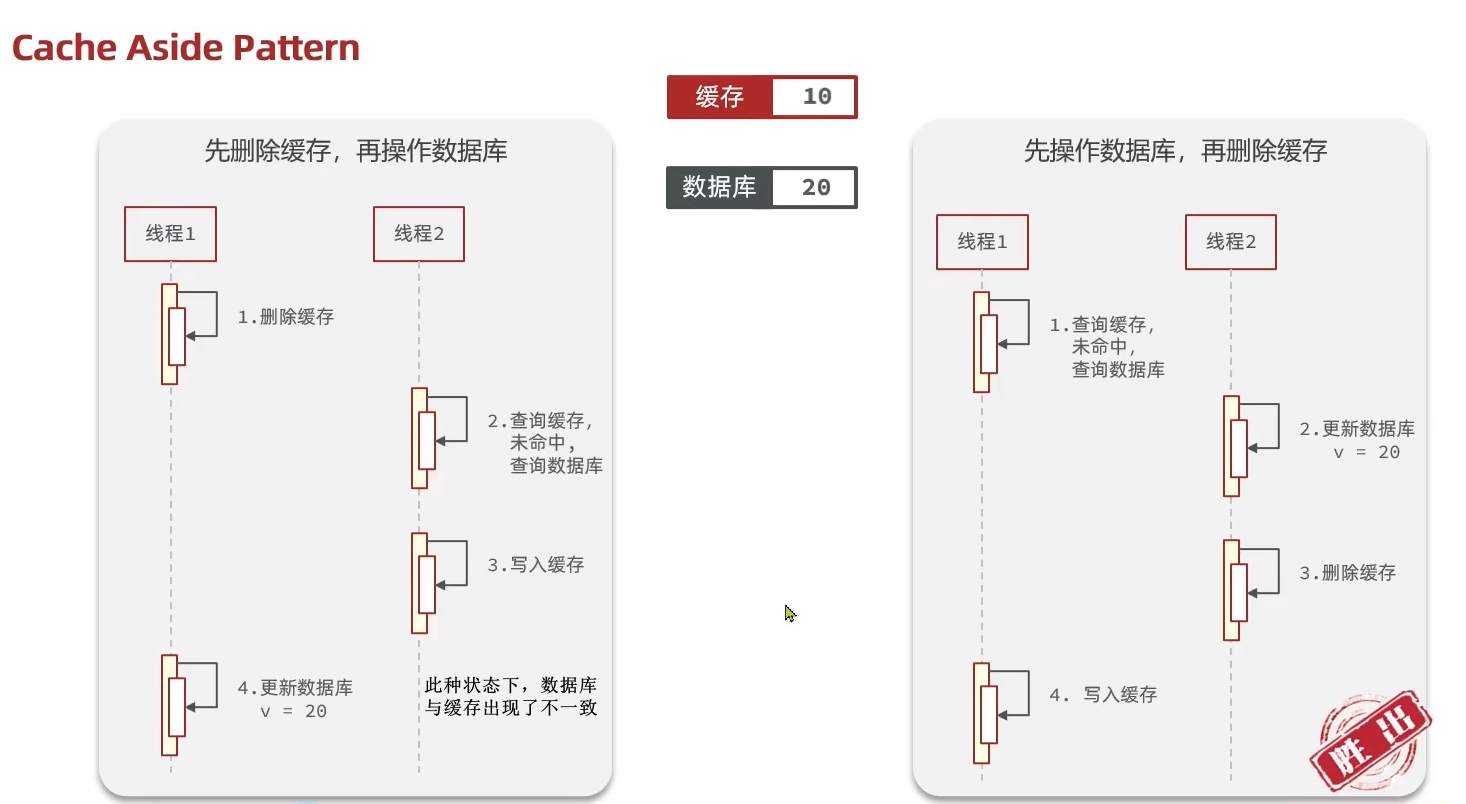 Cache Aside Pattern
缓存 10
数据库 20
先删除缓存，再操作数据库
线程1
线程2
1.删除缓存
2.查询缓存，
未命中，
查询数据库
3.写入缓存
4.更新数据库
v = 20
此种状态下，数据库
与缓存出现了不一致
先操作数据库，再删除缓存
线程1
线程2
1.查询缓存，
未命中，
查询数据库
2.更新数据库
v = 20
3.删除缓存
4. 写入缓存
胜出